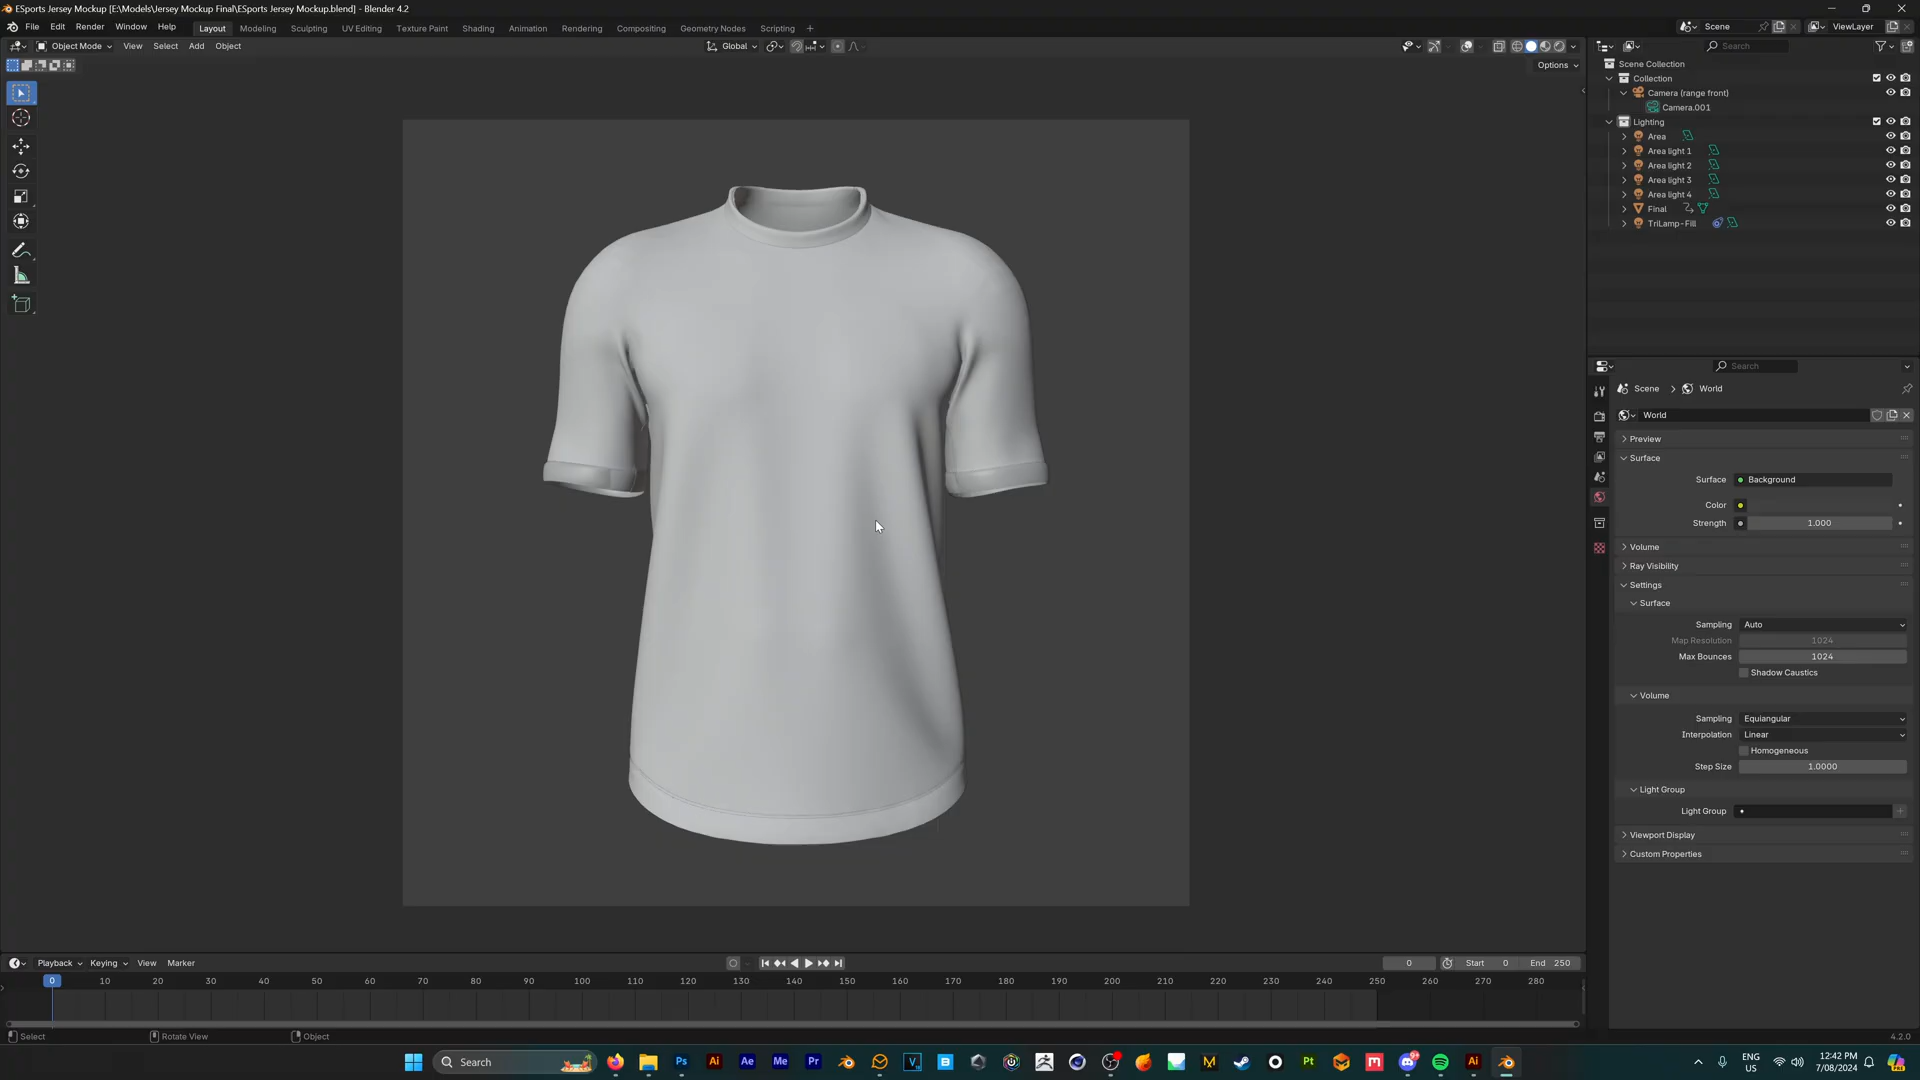 ESports Jersey Mockup [E:\Models\Jersey Mockup Final\ESports Jersey Mockup.blend] - Blender 4.2
File Edit Render Window Help Layout Modeling Sculpting UV Editing Texture Paint Shading Animation Rendering Compositing Geometry Nodes Scripting +
Scene ViewLayer
Object Mode View Select Add Object Global
Search
Options
Scene Collection
Collection
Camera (range front)
Camera.001
Lighting
Area
Area light 1
Area light 2
Area light 3
Area light 4
Final
TriLamp-Fill
Search
Scene > World
World
Preview
Surface
Surface Background
Color
Strength 1.000
Volume
Ray Visibility
Settings
Surface
Sampling Auto
Map Resolution 1024
Max Bounces 1024
Shadow Caustics
Volume
Sampling Equiangular
Interpolation Linear
Homogeneous
Step Size 1.0000
Light Group
Light Group
Viewport Display
Custom Properties
Playback Keying View Marker
0 Start 0 End 250
0 10 20 30 40 50 60 70 80 90 100 110 120 130 140 150 160 170 180 190 200 210 220 230 240 250 260 270 280
Select Rotate View Object
4.2.0
Search
Ps Ai Ae Me Pr V B M Pt m Ai
ENG
US
12:42 PM
7/08/2024